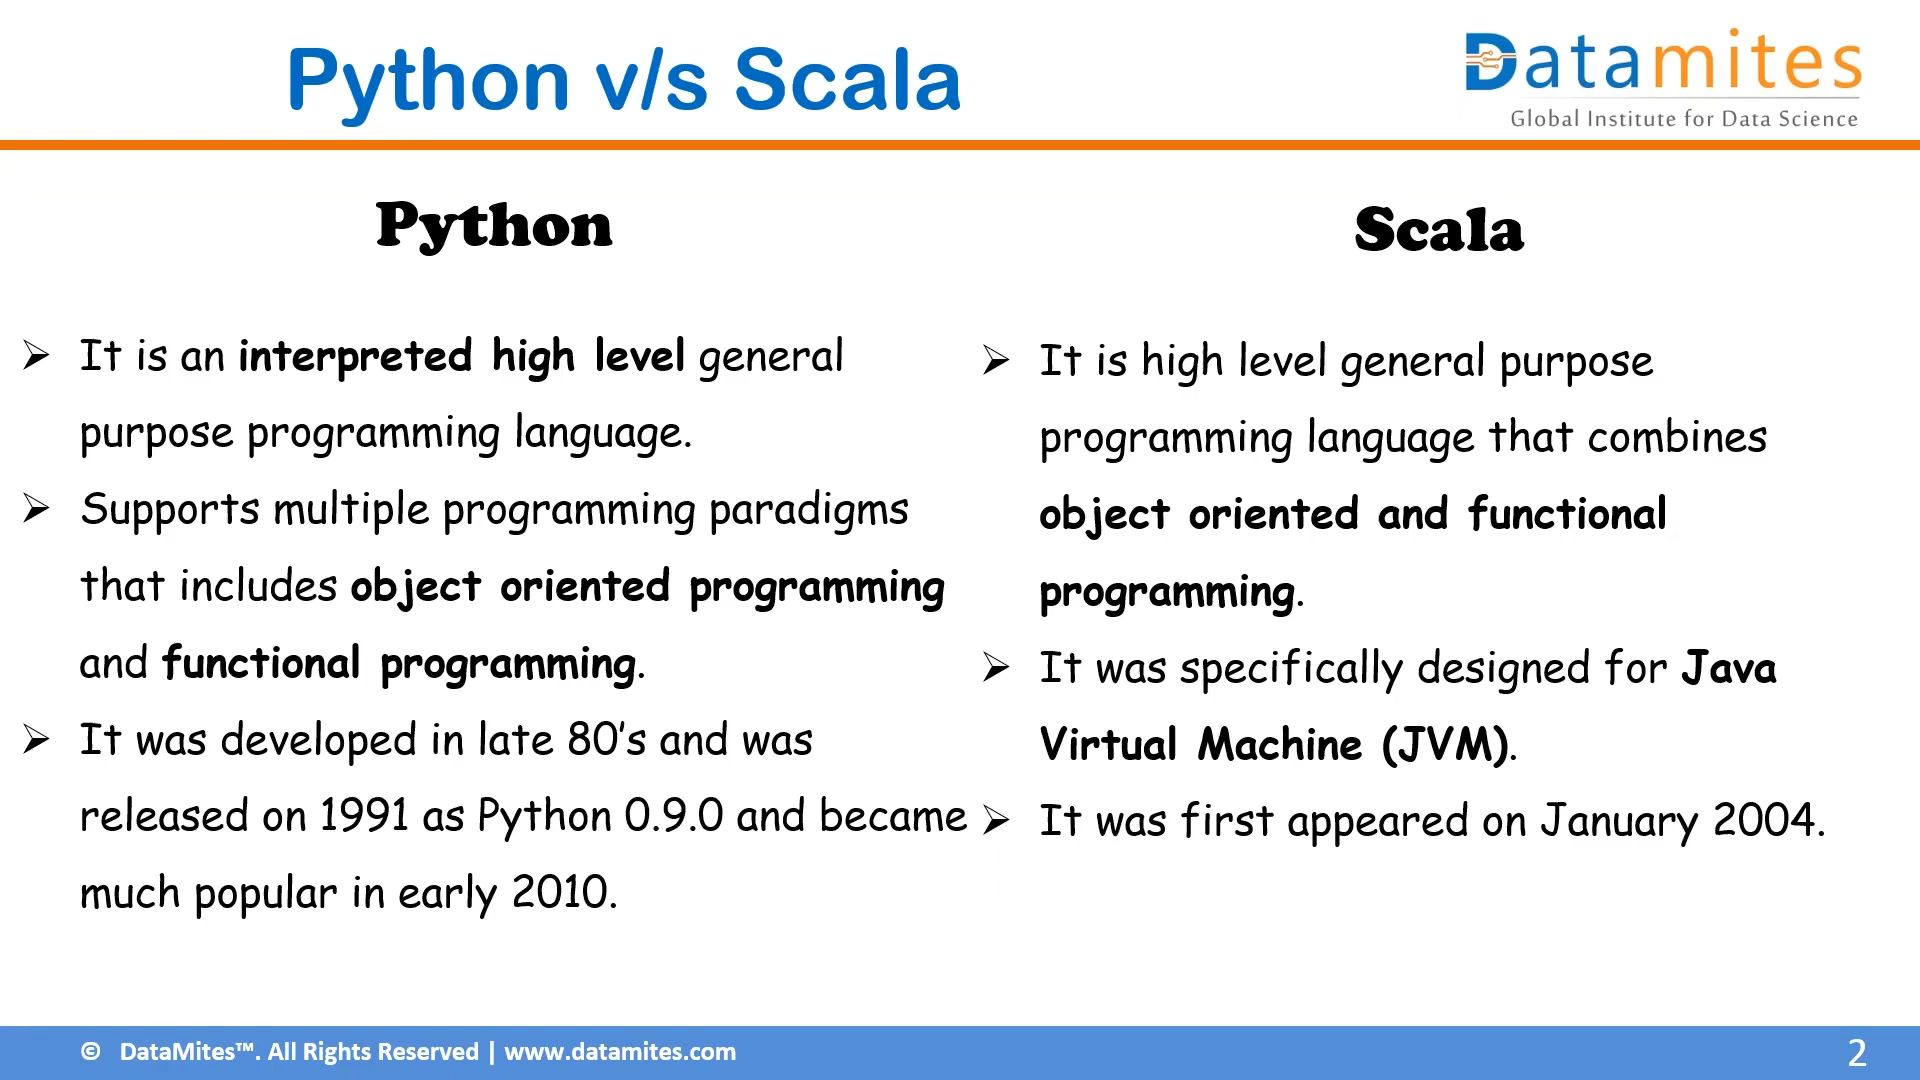 Python v/s Scala
Datamites
Global Institute for Data Science
Python
➢ It is an interpreted high level general
purpose programming language.
➢ Supports multiple programming paradigms
that includes object oriented programming
and functional programming.
➢ It was developed in late 80's and was
released on 1991 as Python 0.9.0 and became
much popular in early 2010.
Scala
➢ It is high level general purpose
programming language that combines
object oriented and functional
programming.
➢ It was specifically designed for Java
Virtual Machine (JVM).
➢ It was first appeared on January 2004.
© DataMites™. All Rights Reserved | www.datamites.com
2